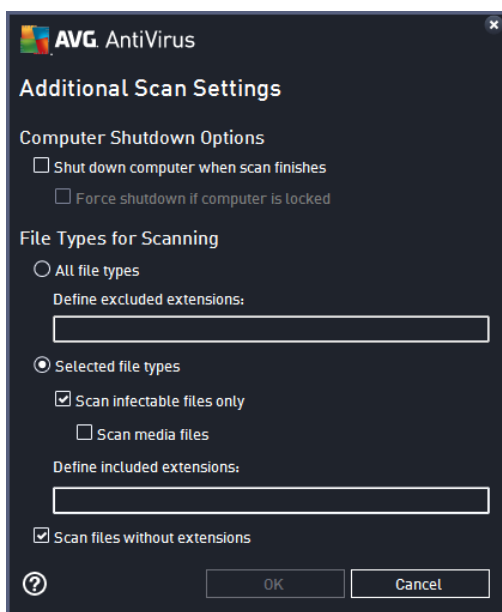 AVG. AntiVirus
Additional Scan Settings
Computer Shutdown Options
Shut down computer when scan finishes
Force shutdown if computer is locked
File Types for Scanning
All file types
Define excluded extensions:
Selected file types
Scan infectable files only
Scan media files
Define included extensions:
Scan files without extensions
? OK Cancel